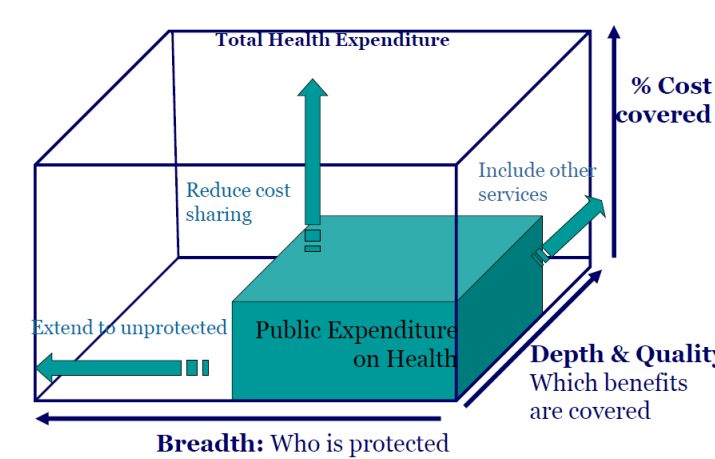 Total Health Expenditure
% Cost
covered
Include other
services
Reduce cost
sharing
Extend to unprotected
Public Expenditure
on Health
Depth & Quality
Which benefits
are covered
Breadth: Who is protected